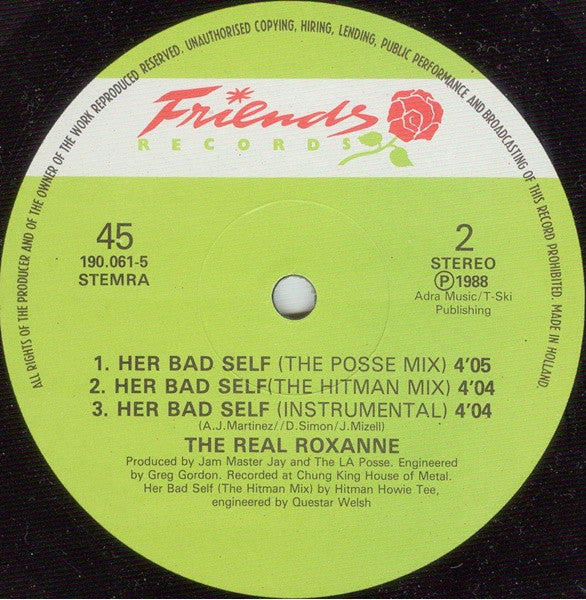 ALL RIGHTS OF THE PRODUCER AND OF THE OWNER OF THE WORK REPRODUCED RESERVED. UNAUTHORISED COPYING, HIRING, LENDING, PUBLIC PERFORMANCE AND BROADCASTING OF THIS RECORD PROHIBITED. MADE IN HOLLAND.
Friends
RECORDS
45
190.061-5
STEMRA
2
STEREO
Ⓟ1988
Adra Music/T-Ski
Publishing
1. HER BAD SELF (THE POSSE MIX) 4'05
2. HER BAD SELF(THE HITMAN MIX) 4'04
3. HER BAD SELF (INSTRUMENTAL) 4'04
(A.J.Martinez//D.Simon/J.Mizell)
THE REAL ROXANNE
Produced by Jam Master Jay and The LA Posse. Engineered
by Greg Gordon. Recorded at Chung King House of Metal.
Her Bad Self (The Hitman Mix) by Hitman Howie Tee,
engineered by Questar Welsh